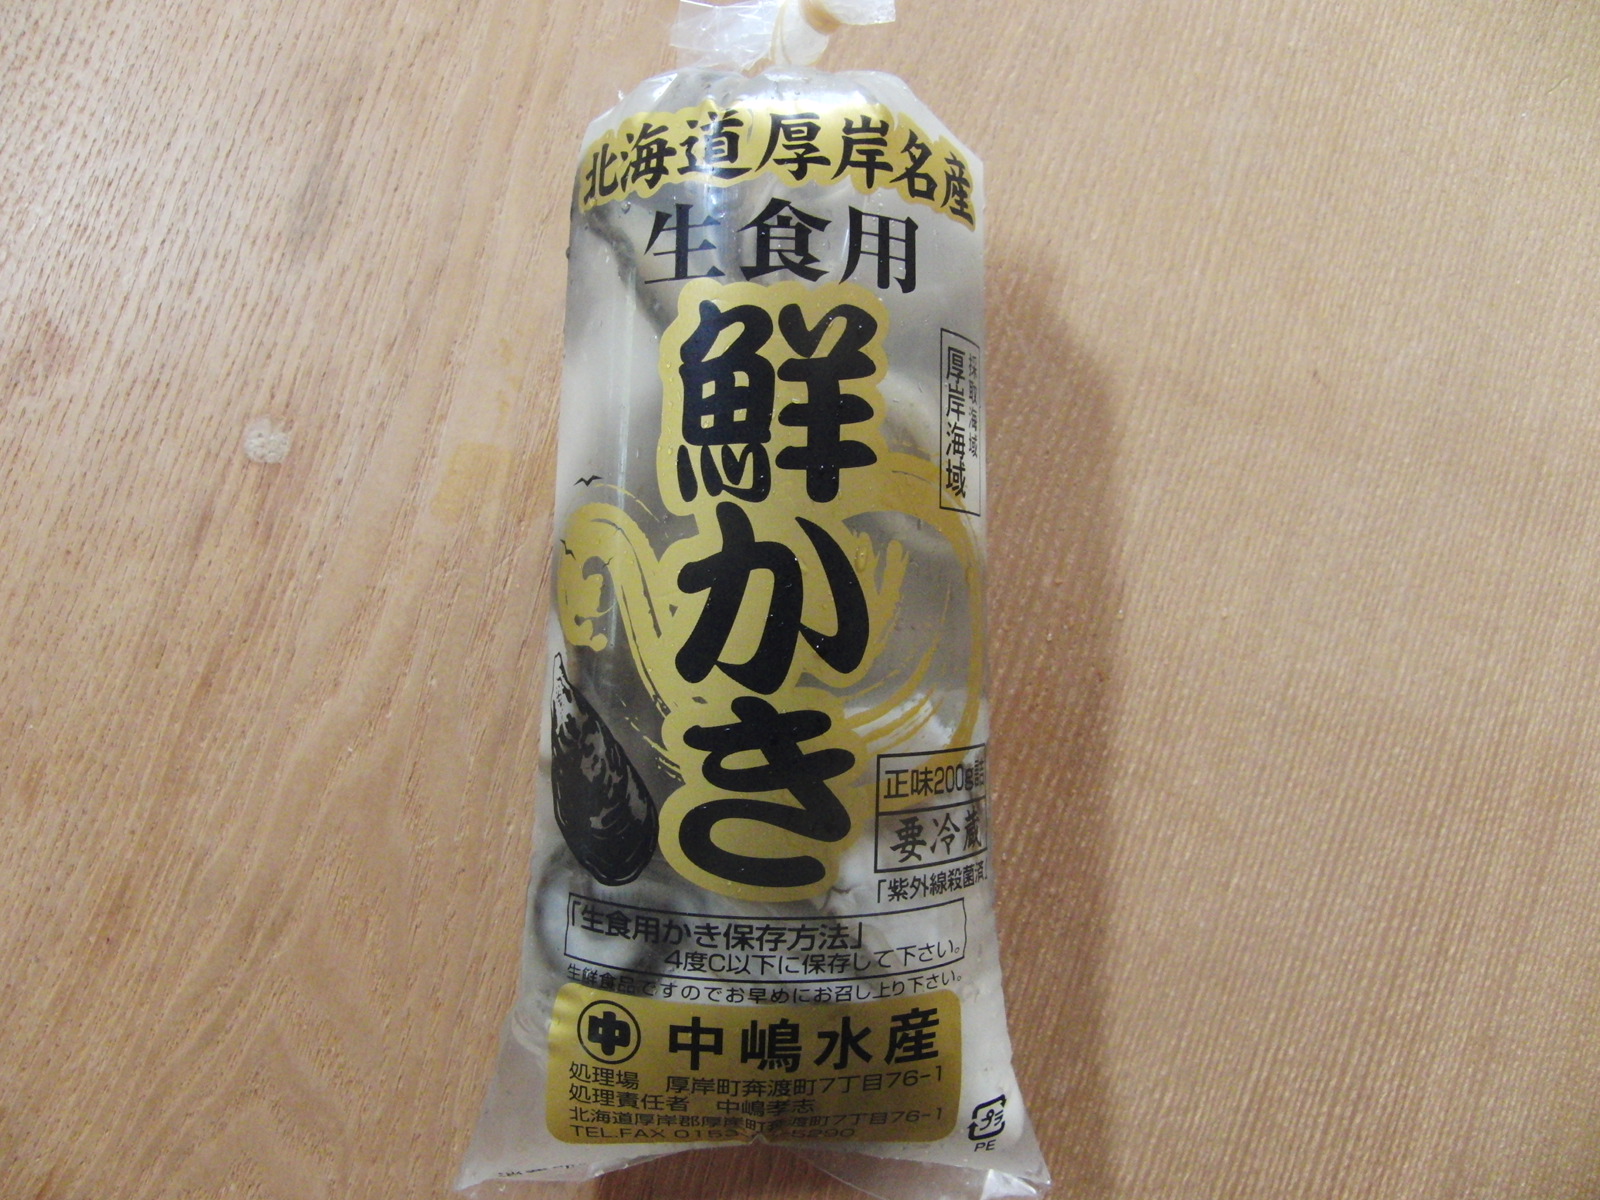 北海道厚岸名産
生食用
鮮かき
採取海域
厚岸海域
正味200g詰
要冷蔵
「紫外線殺菌済」
「生食用かき保存方法」
4度C以下に保存して下さい。
生鮮食品ですのでお早めにお召し上り下さい。
中 中嶋水産
処理場 厚岸町奔渡町7丁目76-1
処理責任者 中嶋孝志
北海道厚岸郡厚岸町奔渡町7丁目76-1
TEL.FAX 0153 5290
プラ
PE